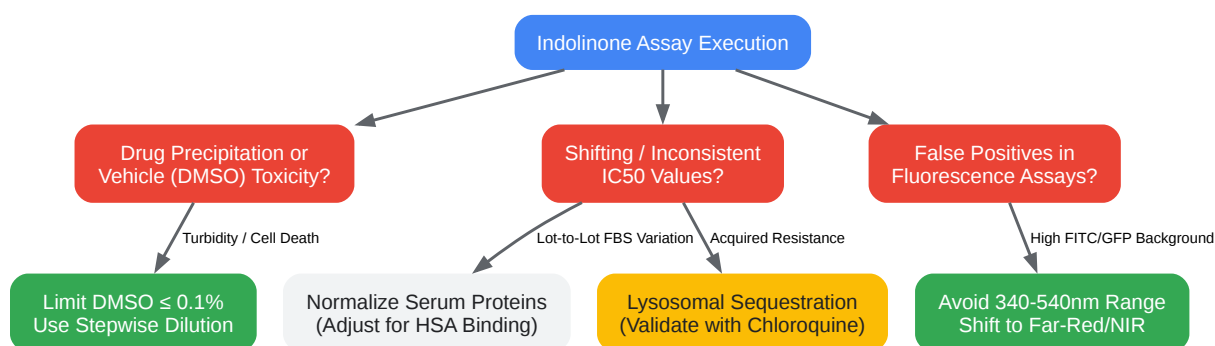 Indolinone Assay Execution
Drug Precipitation or
Vehicle (DMSO) Toxicity?
Shifting / Inconsistent
IC50 Values?
False Positives in
Fluorescence Assays?
Turbidity / Cell Death
Lot-to-Lot FBS Variation
Acquired Resistance
High FITC/GFP Background
Limit DMSO ≤ 0.1%
Use Stepwise Dilution
Normalize Serum Proteins
(Adjust for HSA Binding)
Lysosomal Sequestration
(Validate with Chloroquine)
Avoid 340-540nm Range
Shift to Far-Red/NIR